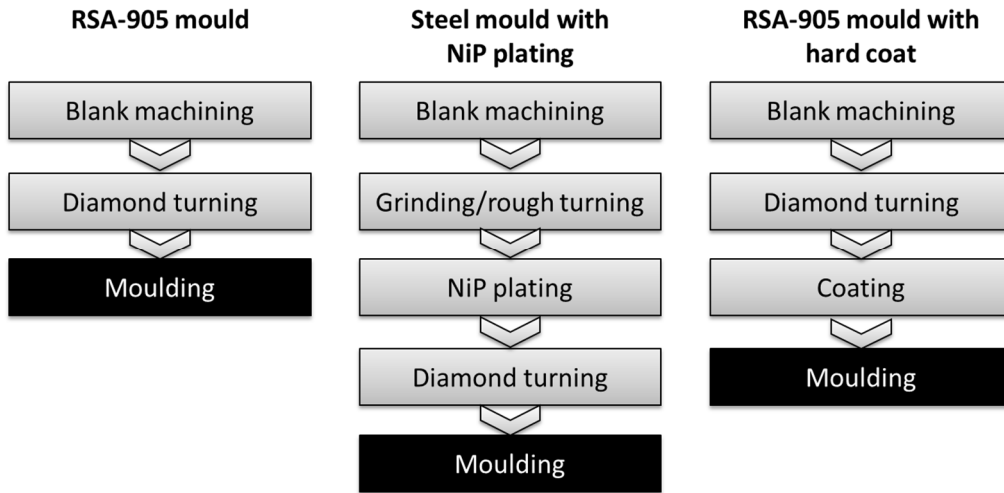 RSA-905 mould
Blank machining
Diamond turning
Moulding
Steel mould with
NiP plating
Blank machining
Grinding/rough turning
NiP plating
Diamond turning
Moulding
RSA-905 mould with
hard coat
Blank machining
Diamond turning
Coating
Moulding